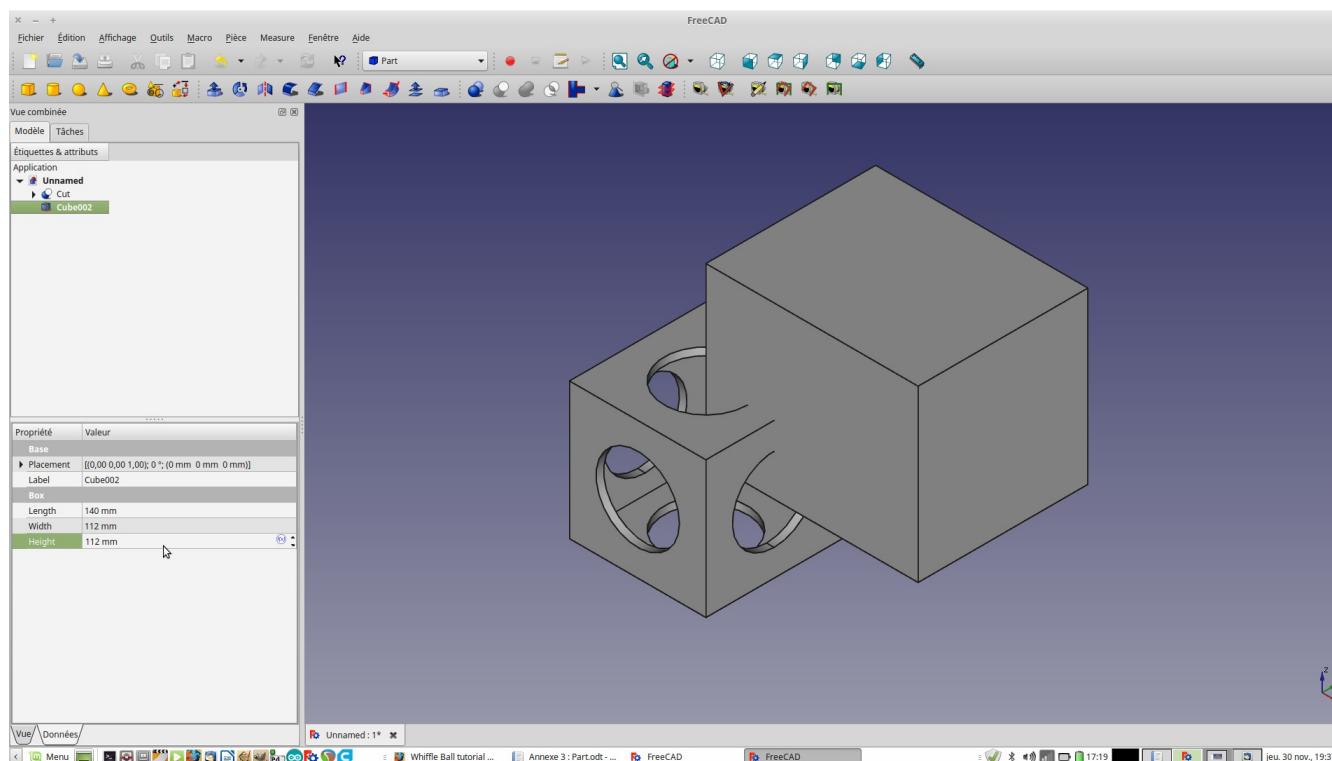 FreeCAD
Fichier Édition Affichage Outils Macro Pièce Measure Fenêtre Aide
Part
Vue combinée
Modèle Tâches
Étiquettes & attributs
Application
Unnamed
Cut
Cube002
Propriété Valeur
Base
Placement [(0,00 0,00 1,00); 0 °; (0 mm 0 mm 0 mm)]
Label Cube002
Box
Length 140 mm
Width 112 mm
Height 112 mm
Vue Données
Unnamed : 1*
Menu Whiffle Ball tutorial ... Annexe 3 : Part.odt - ... FreeCAD FreeCAD 17:19 jeu. 30 nov., 19:3